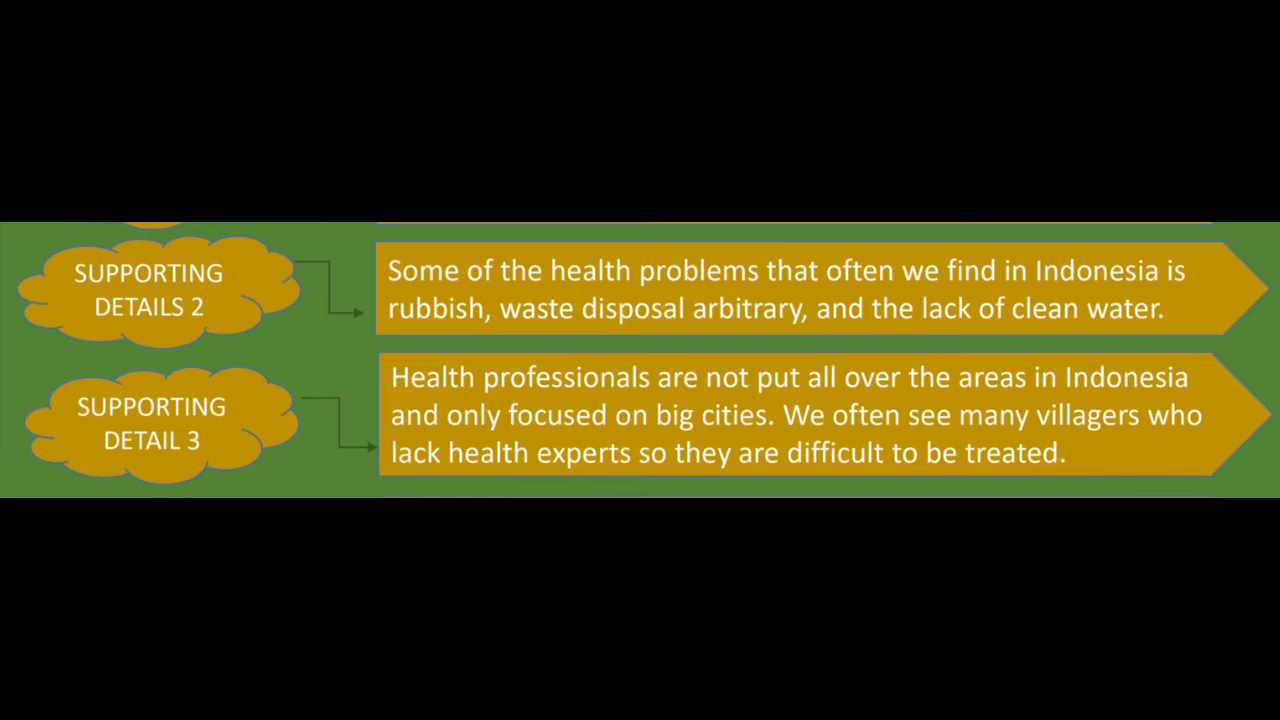 SUPPORTING
DETAILS 2
Some of the health problems that often we find in Indonesia is
rubbish, waste disposal arbitrary, and the lack of clean water.
SUPPORTING
DETAIL 3
Health professionals are not put all over the areas in Indonesia
and only focused on big cities. We often see many villagers who
lack health experts so they are difficult to be treated.